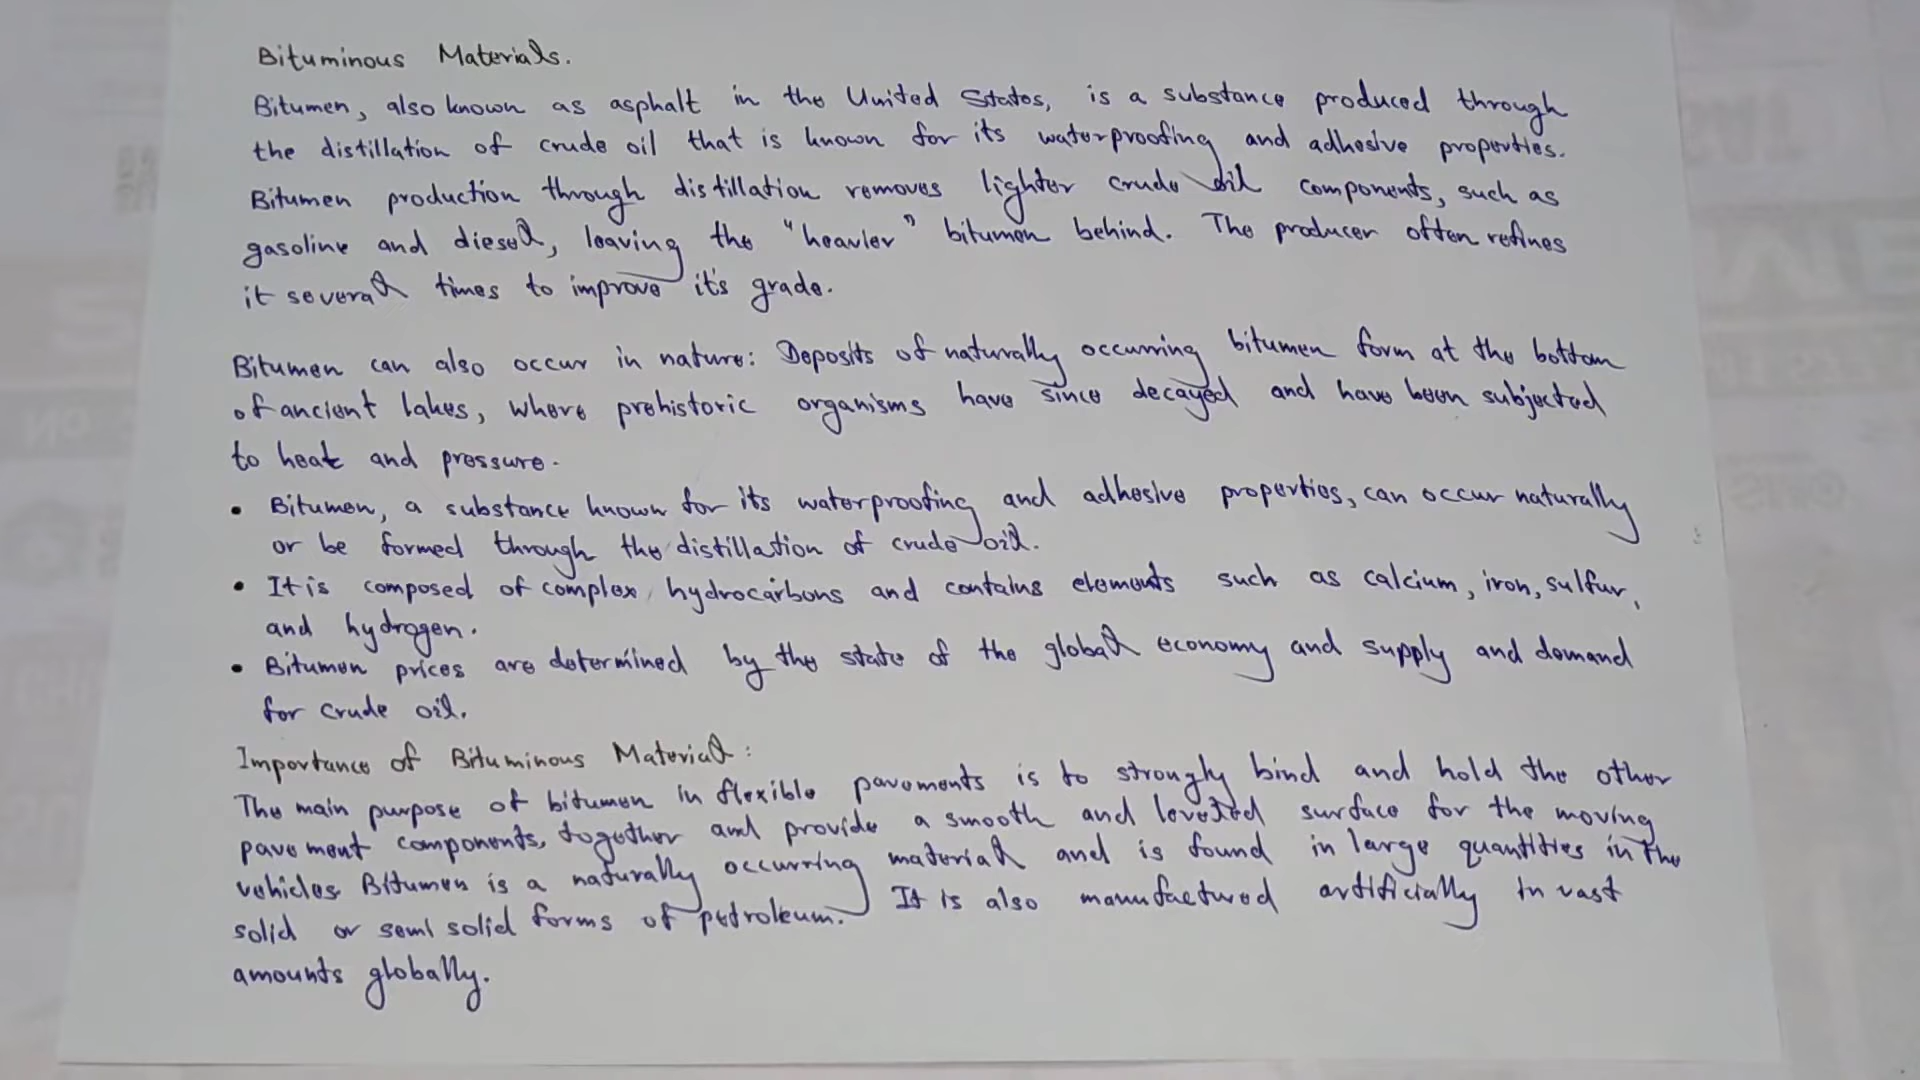 Bituminous Materials.
Bitumen, also known as asphalt in the United States, is a substance produced through
the distillation of crude oil that is known for its waterproofing and adhesive properties.
Bitumen production through distillation removes lighter crude oil components, such as
gasoline and diesel, leaving the "heavier" bitumen behind. The producer often refines
it several times to improve it's grade.
Bitumen can also occur in nature: Deposits of naturally occurring bitumen form at the bottom
of ancient lakes, where prehistoric organisms have since decayed and have been subjected
to heat and pressure.
• Bitumen, a substance known for its waterproofing and adhesive properties, can occur naturally
or be formed through the distillation of crude oil.
• It is composed of complex hydrocarbons and contains elements such as calcium, iron, sulfur,
and hydrogen.
• Bitumen prices are determined by the state of the global economy and supply and demand
for crude oil.
Importance of Bituminous Material:
The main purpose of bitumen in flexible pavements is to strongly bind and hold the other
pavement components, together and provide a smooth and levelled surface for the moving
vehicles Bitumen is a naturally occurring material and is found in large quantities in the
solid or semi solid forms of petroleum. It is also manufactured artificially in vast
amounts globally.